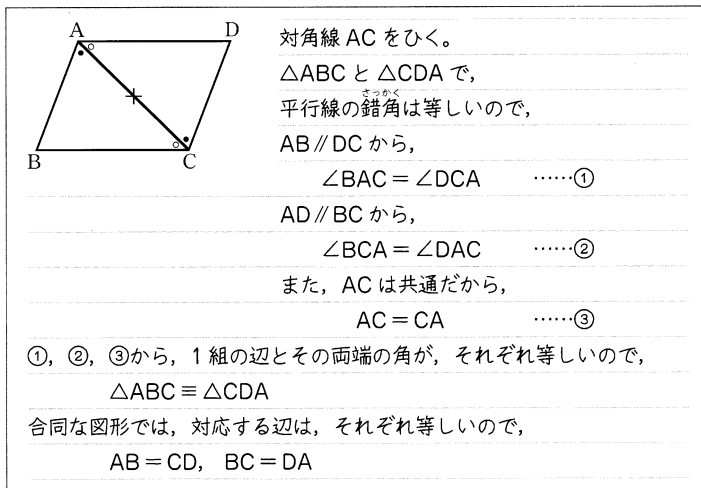 A D
対角線 AC をひく。
△ABC と △CDA で,
さっかく
平行線の錯角は等しいので,
AB∥DC から,
B C
∠BAC = ∠DCA ……①
AD∥BC から,
∠BCA = ∠DAC ……②
また, AC は共通だから,
AC = CA ……③
①, ②, ③から, 1 組の辺とその両端の角が, それぞれ等しいので,
△ABC ≡ △CDA
合同な図形では, 対応する辺は, それぞれ等しいので,
AB = CD, BC = DA